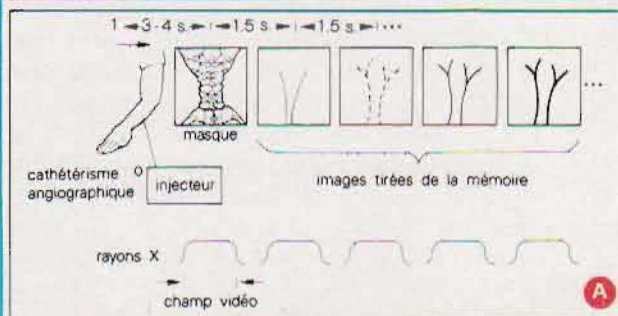 1 3-4 s. 1.5 s. 1.5 s. ...
masque
...
cathétérisme O
angiographique
injecteur
images tirées de la mémoire
rayons X
champ vidéo
A